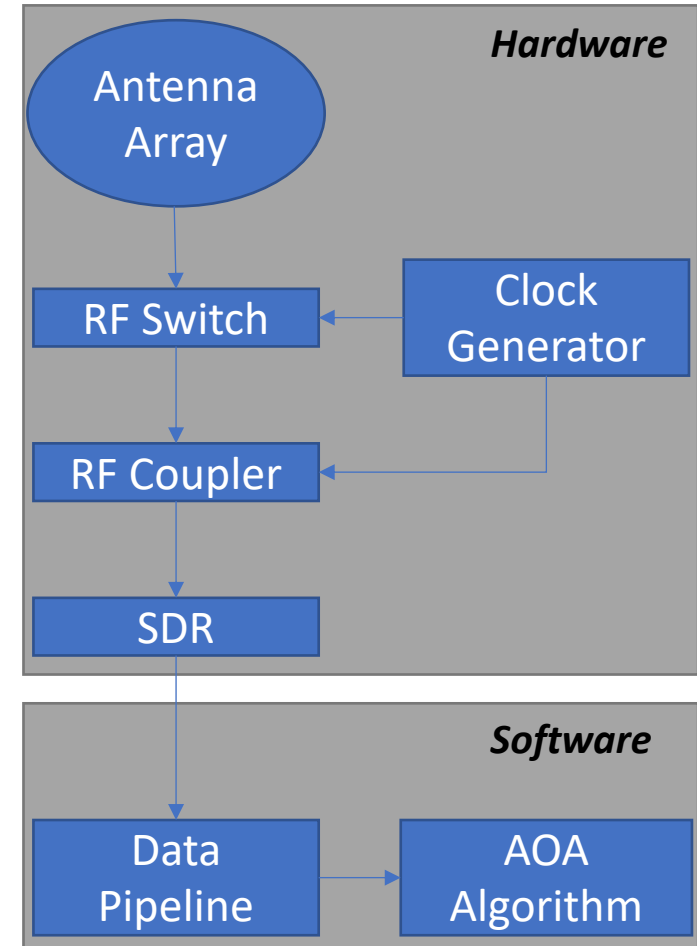 Hardware
Antenna
Array
RF Switch
Clock
Generator
RF Coupler
SDR
Software
Data
Pipeline
AOA
Algorithm